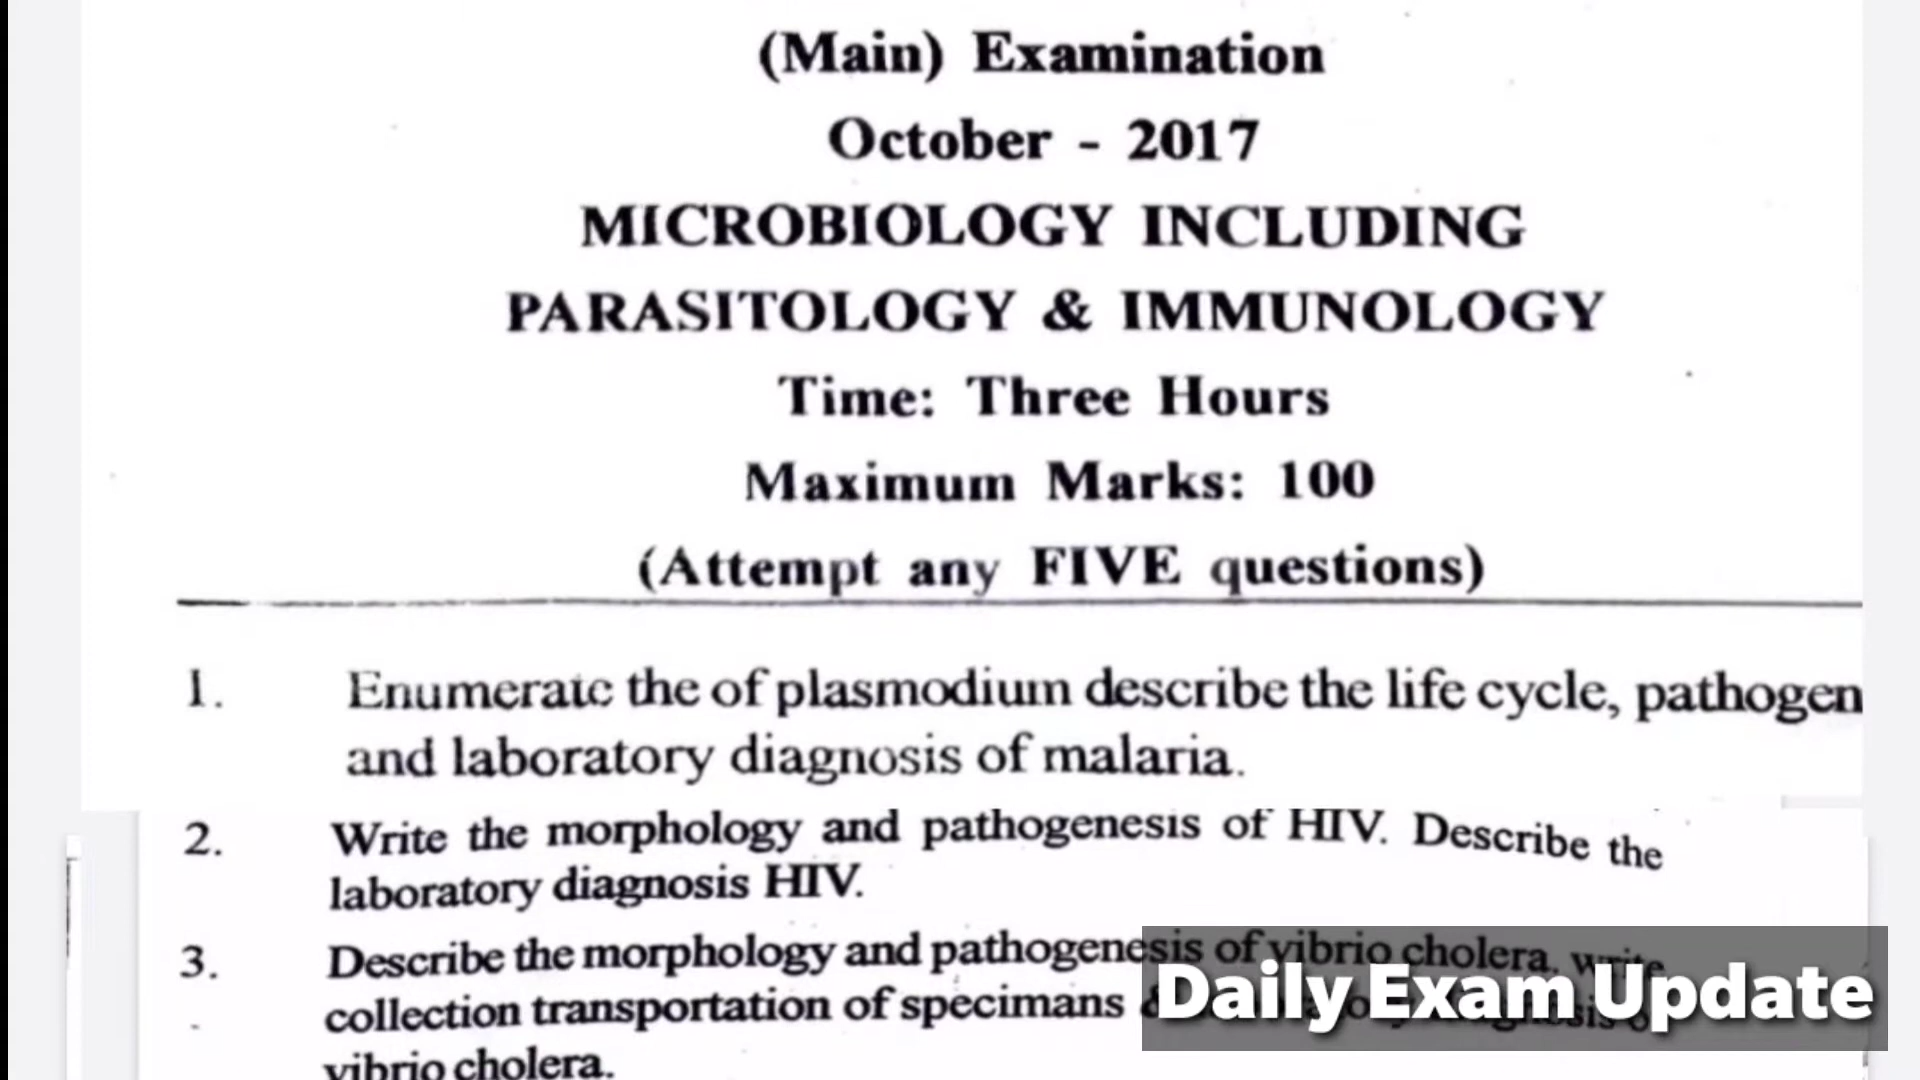 (Main) Examination
October - 2017
MICROBIOLOGY INCLUDING
PARASITOLOGY & IMMUNOLOGY
Time: Three Hours
Maximum Marks: 100
(Attempt any FIVE questions)
1. Enumerate the of plasmodium describe the life cycle, pathogen
and laboratory diagnosis of malaria.
2. Write the morphology and pathogenesis of HIV. Describe the
laboratory diagnosis HIV.
3. Describe the morphology and pathogenesis of vibrio cholera, write
collection transportation of specimans &
vibrio cholera.
Daily Exam Update